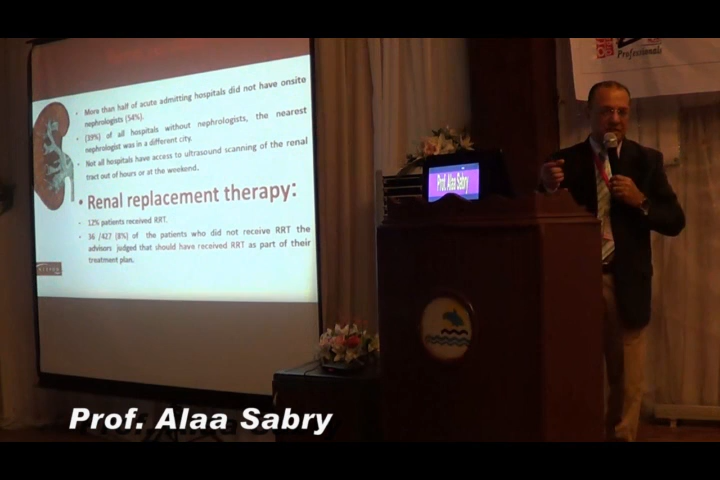 Professionals
• More than half of acute admitting hospitals did not have onsite
nephrologists (54%).
• (39%) of all hospitals without nephrologists, the nearest
nephrologist was in a different city.
• Not all hospitals have access to ultrasound scanning of the renal
tract out of hours or at the weekend.
• Renal replacement therapy:
- 12% patients received RRT.
- 36 /427 (8%) of the patients who did not receive RRT the
advisors judged that should have received RRT as part of their
treatment plan.
Prof. Alaa Sabry
Prof. Alaa Sabry